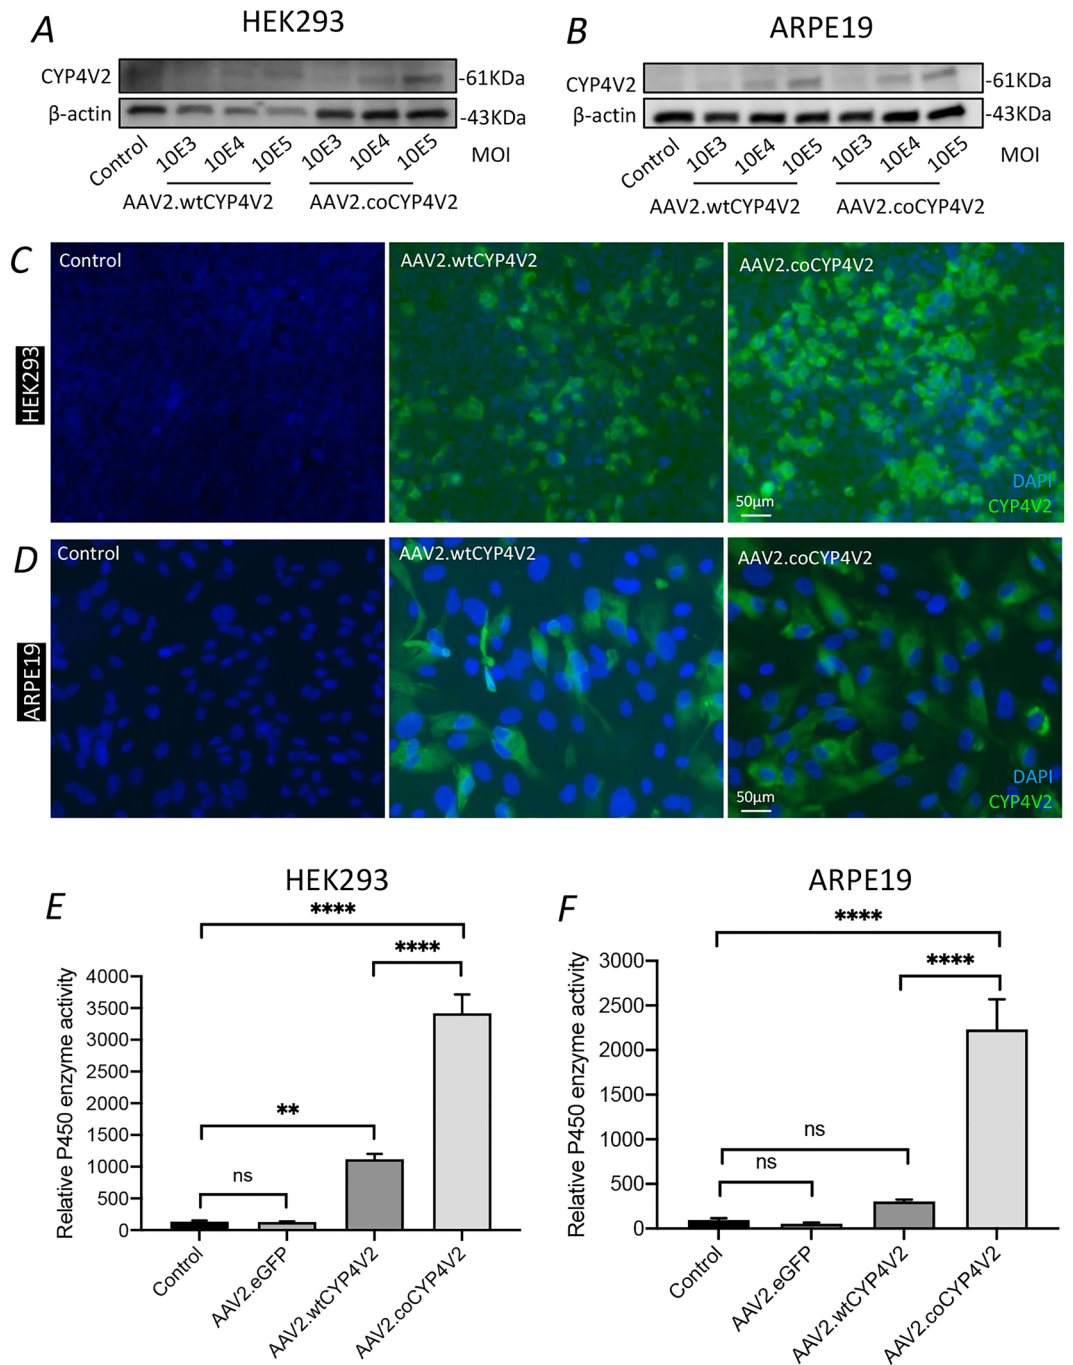 A
HEK293
CYP4V2
-61KDa
β-actin
-43KDa
Control
10E3
10E4
10E5
10E3
10E4
10E5
MOI
AAV2.wtCYP4V2
AAV2.coCYP4V2
B
ARPE19
CYP4V2
-61KDa
β-actin
-43KDa
Control
10E3
10E4
10E5
10E3
10E4
10E5
MOI
AAV2.wtCYP4V2
AAV2.coCYP4V2
C
HEK293
Control
AAV2.wtCYP4V2
AAV2.coCYP4V2
50μm
DAPI
CYP4V2
D
ARPE19
Control
AAV2.wtCYP4V2
AAV2.coCYP4V2
50μm
DAPI
CYP4V2
E
HEK293
****
****
**
ns
Relative P450 enzyme activity
4000
3500
3000
2500
2000
1500
1000
500
0
Control
AAV2.eGFP
AAV2.wtCYP4V2
AAV2.coCYP4V2
F
ARPE19
****
****
ns
ns
Relative P450 enzyme activity
3000
2500
2000
1500
1000
500
0
Control
AAV2.eGFP
AAV2.wtCYP4V2
AAV2.coCYP4V2